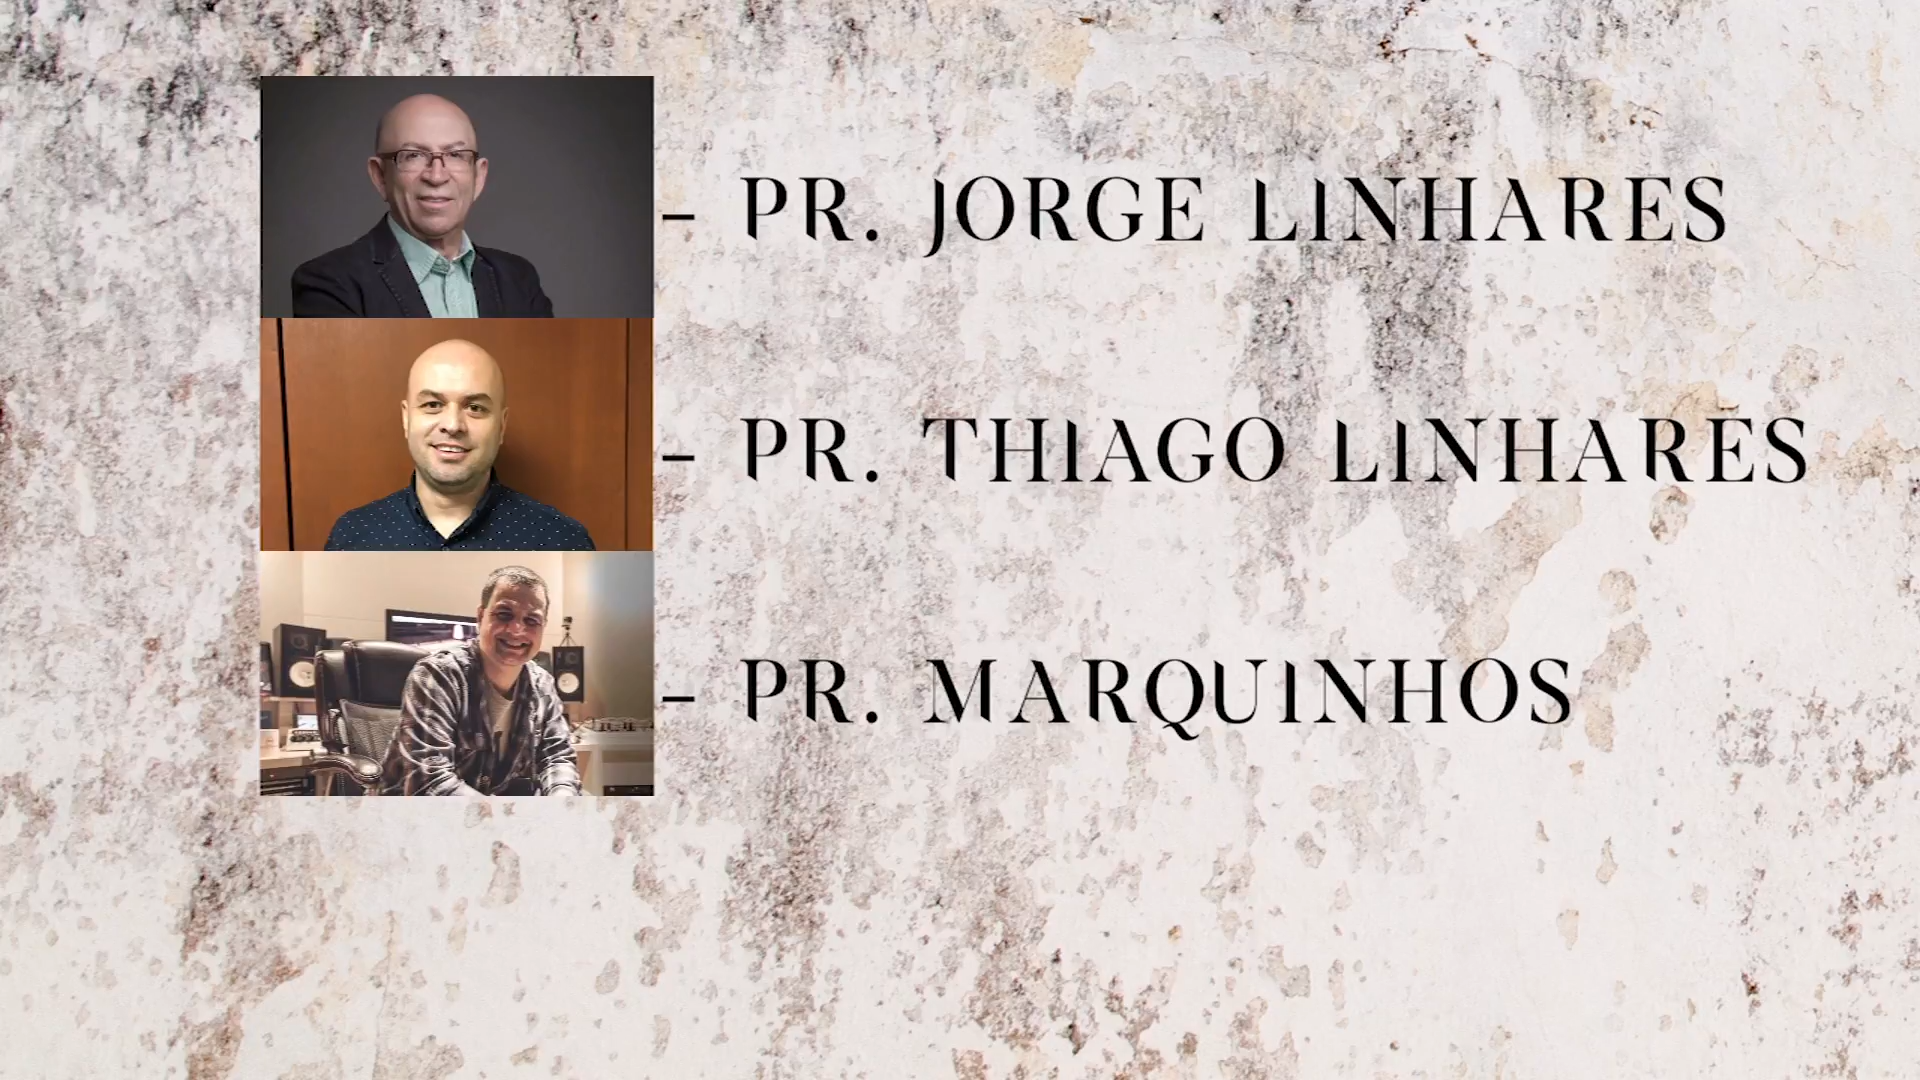 - PR. JORGE LINHARES
- PR. THIAGO LINHARES
- PR. MARQUINHOS